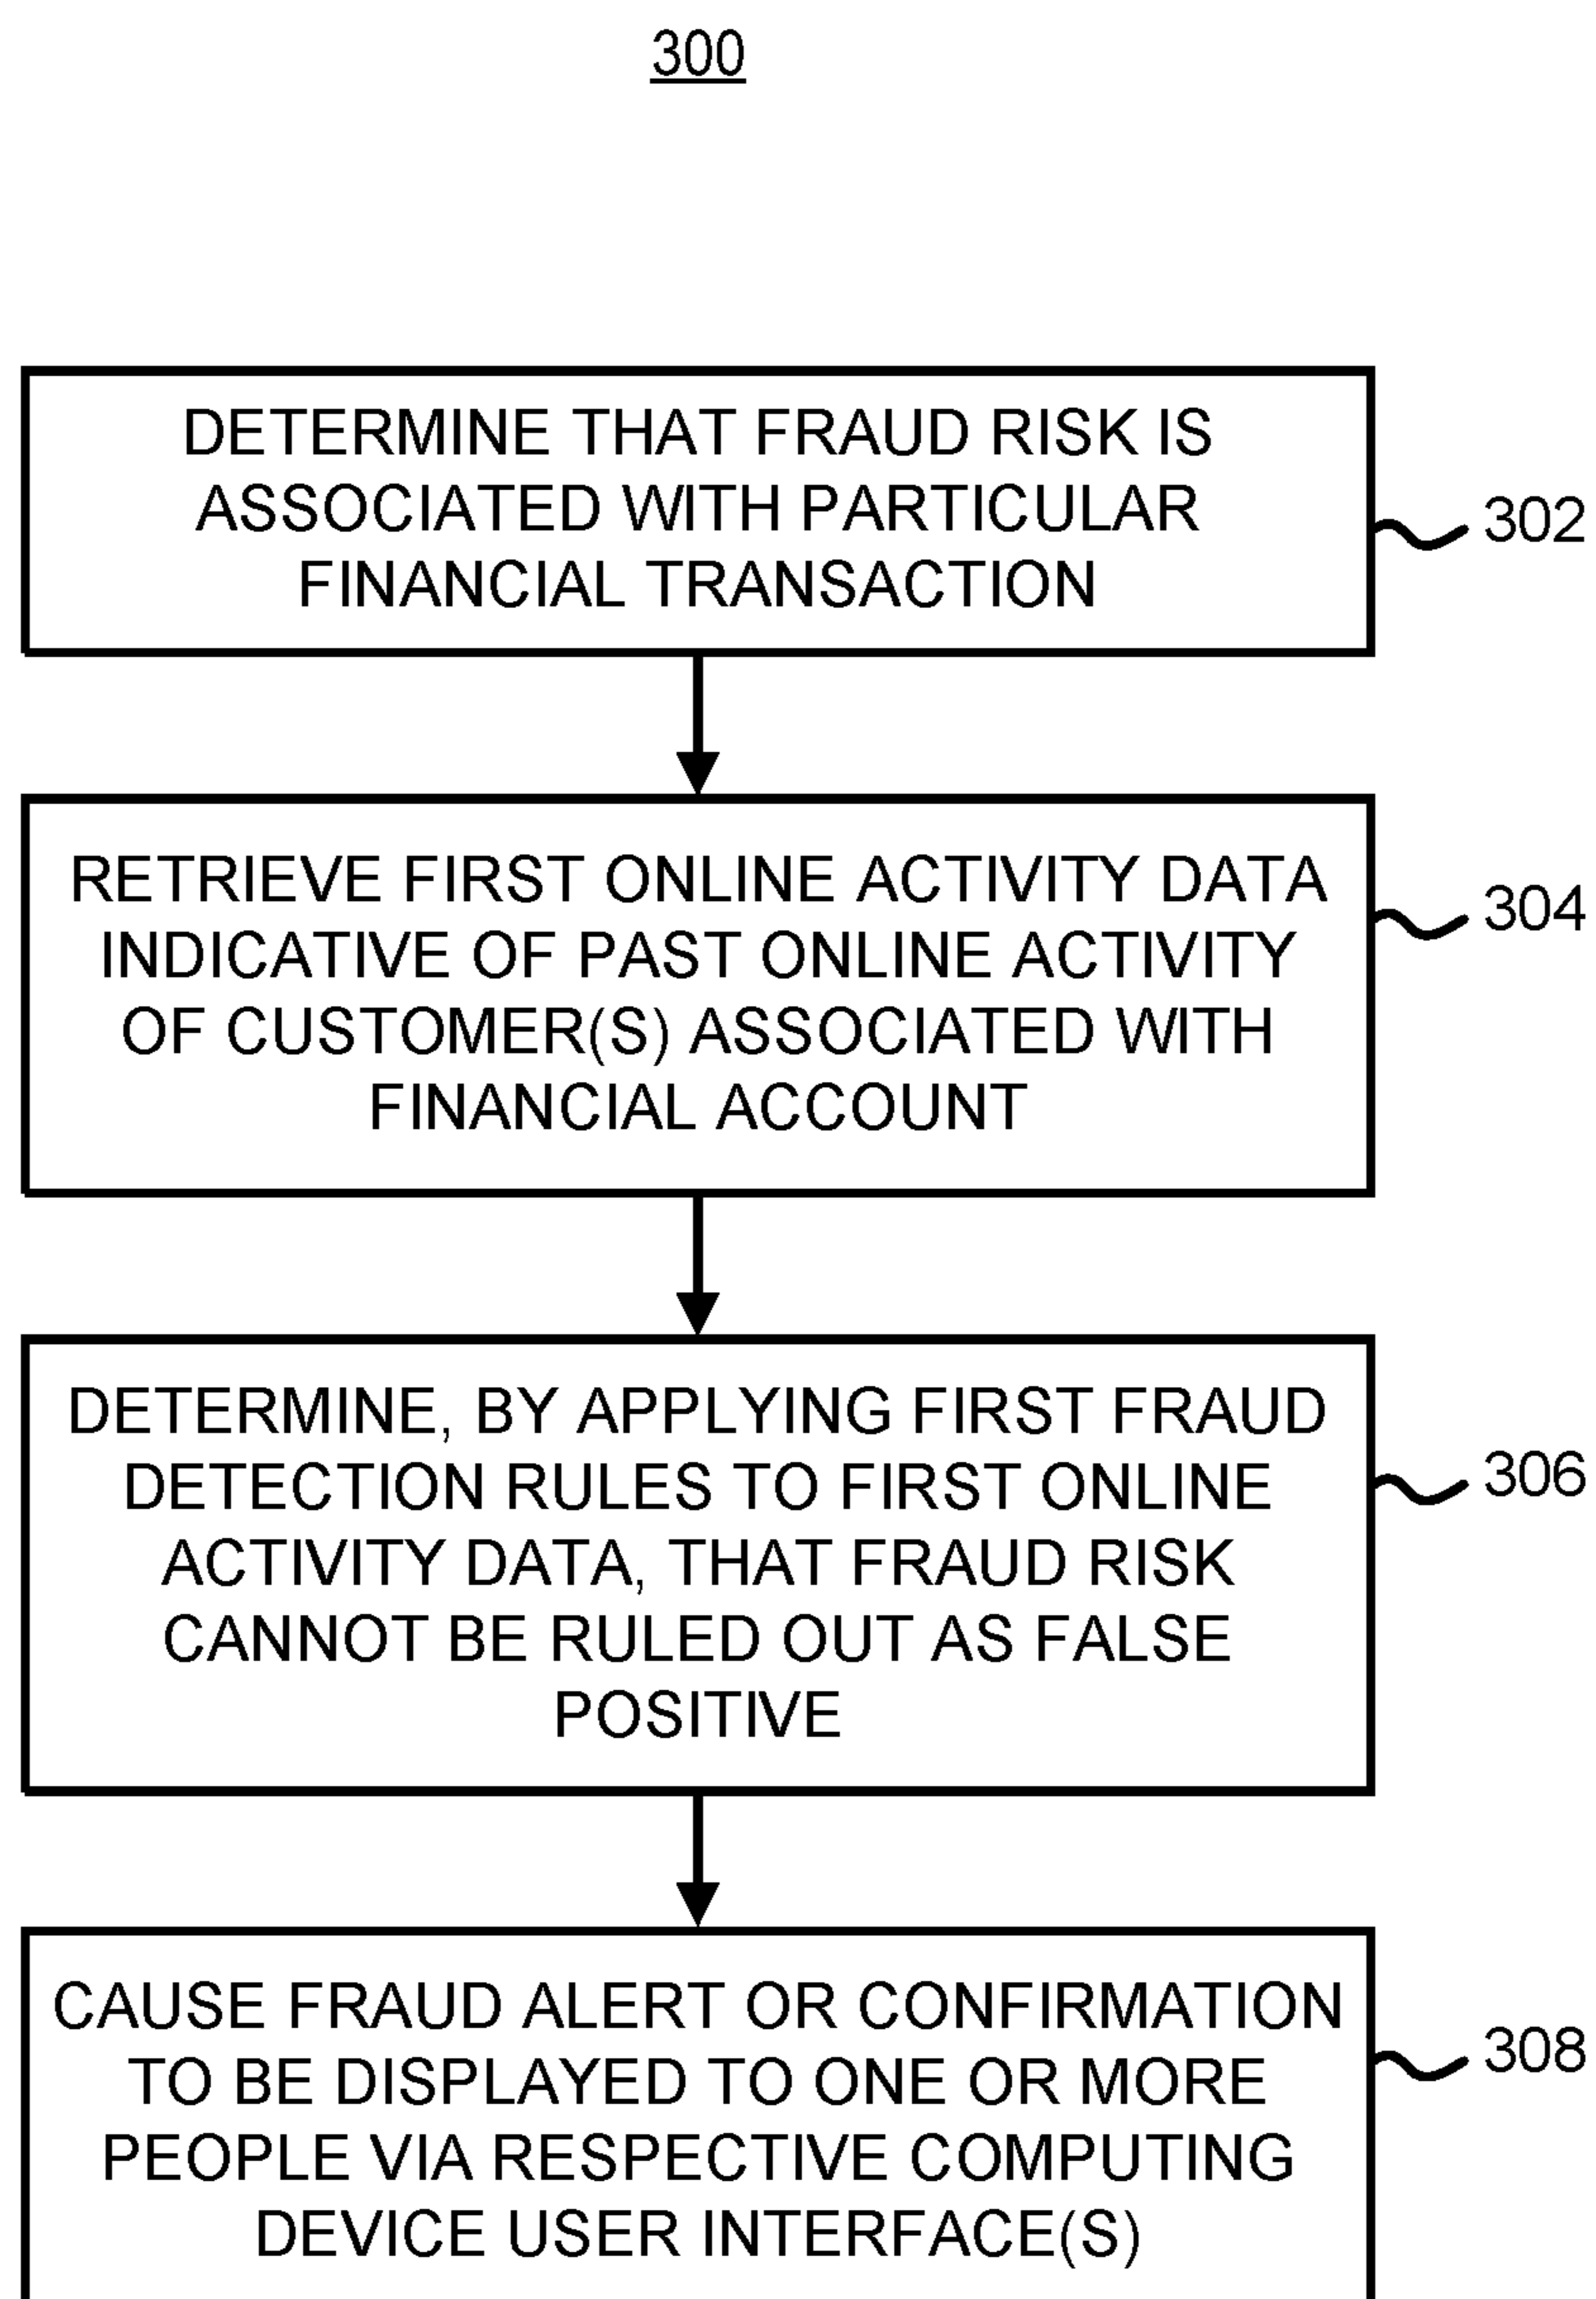 300
DETERMINE THAT FRAUD RISK IS
ASSOCIATED WITH PARTICULAR
FINANCIAL TRANSACTION
302
RETRIEVE FIRST ONLINE ACTIVITY DATA
INDICATIVE OF PAST ONLINE ACTIVITY
OF CUSTOMER(S) ASSOCIATED WITH
FINANCIAL ACCOUNT
304
DETERMINE, BY APPLYING FIRST FRAUD
DETECTION RULES TO FIRST ONLINE
ACTIVITY DATA, THAT FRAUD RISK
CANNOT BE RULED OUT AS FALSE
POSITIVE
306
CAUSE FRAUD ALERT OR CONFIRMATION
TO BE DISPLAYED TO ONE OR MORE
PEOPLE VIA RESPECTIVE COMPUTING
DEVICE USER INTERFACE(S)
308